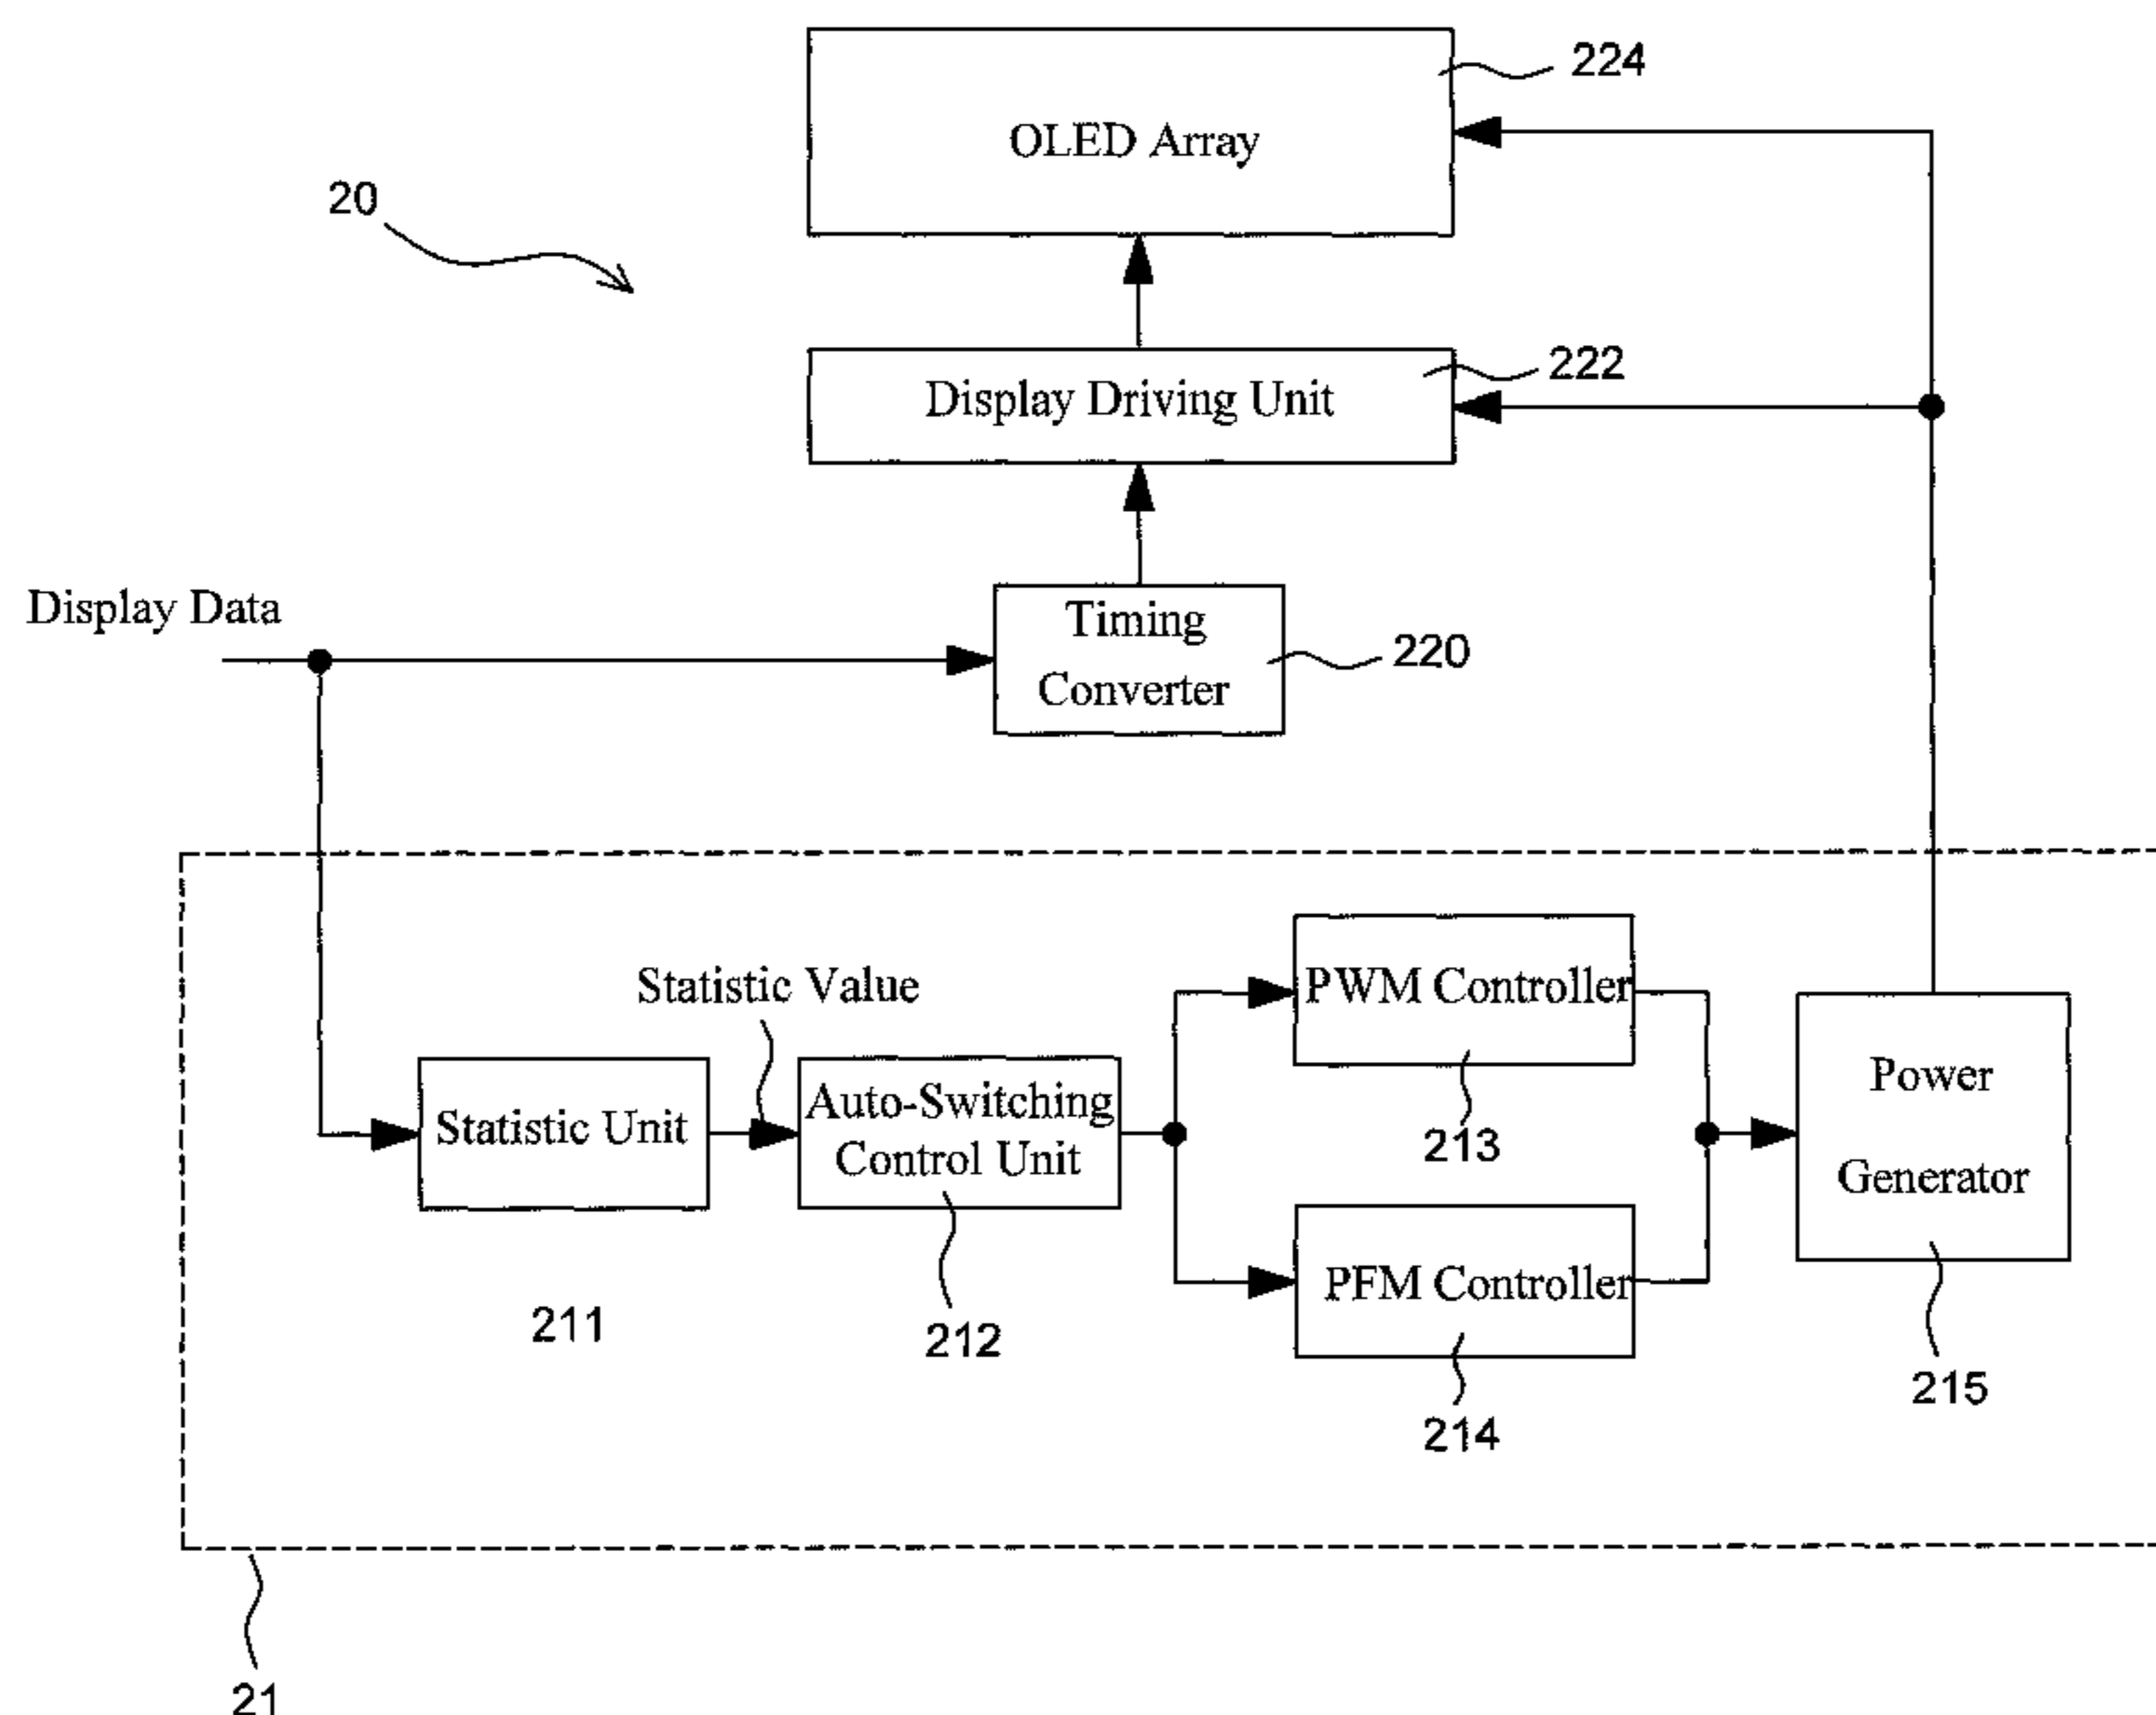 224
OLED Array
20
222
Display Driving Unit
Display Data
Timing
Converter
220
Statistic Value
PWM Controller
213
Statistic Unit
211
Auto-Switching
Control Unit
212
PFM Controller
214
Power
Generator
215
21